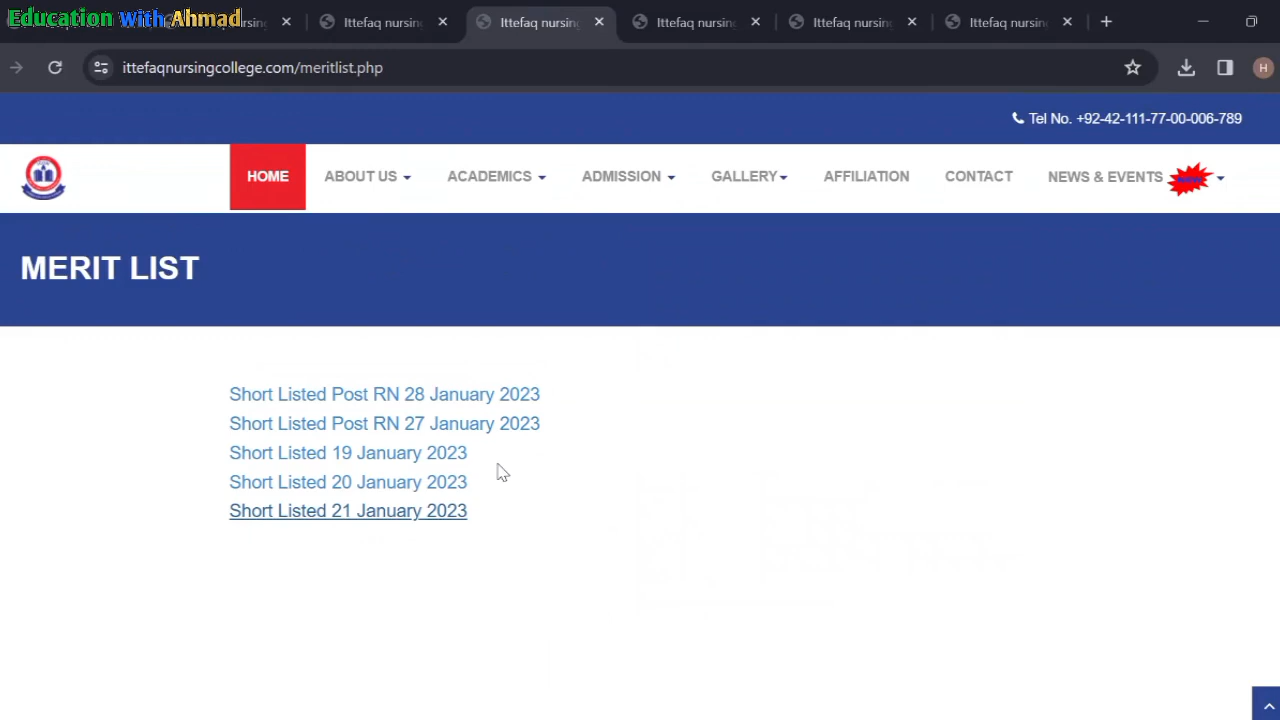 Education With Ahmad
Ittefaq nursing
Ittefaq nursing
Ittefaq nursing
Ittefaq nursing
Ittefaq nursing
ittefaqnursingcollege.com/meritlist.php
H
Tel No. +92-42-111-77-00-006-789
HOME
ABOUT US
ACADEMICS
ADMISSION
GALLERY
AFFILIATION
CONTACT
NEWS & EVENTS
MERIT LIST
Short Listed Post RN 28 January 2023
Short Listed Post RN 27 January 2023
Short Listed 19 January 2023
Short Listed 20 January 2023
Short Listed 21 January 2023